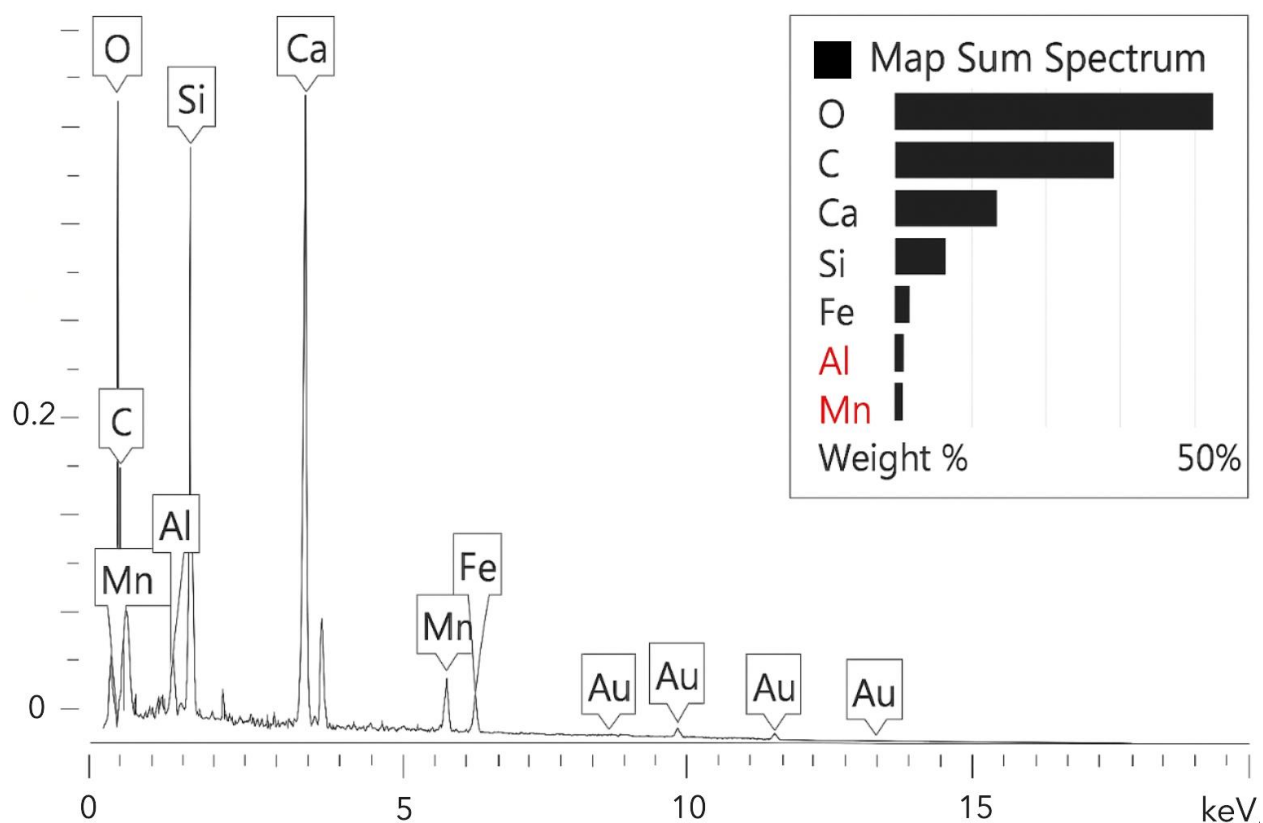 O
Ca
Si
C
Al
Mn
Fe
Mn
Au
Au
Au
Au
0.2
0
0
5
10
15
keV
Map Sum Spectrum
O
C
Ca
Si
Fe
Al
Mn
Weight % 50%